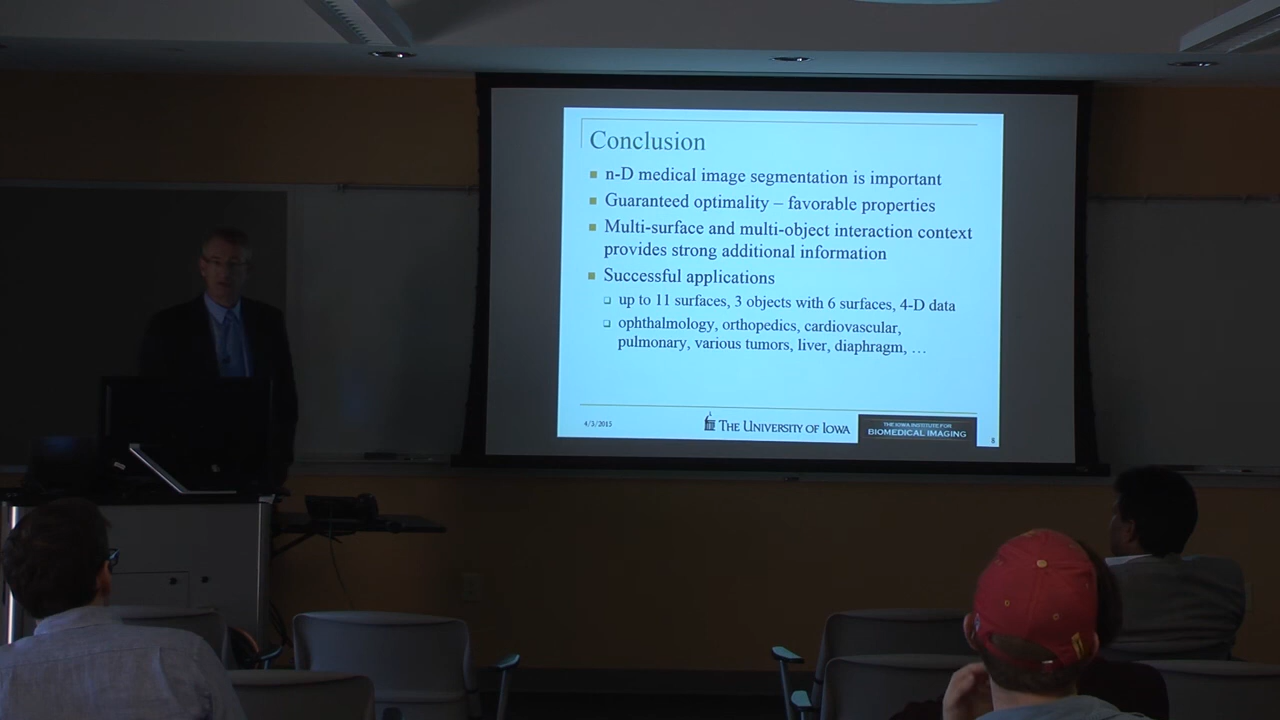 Conclusion
n-D medical image segmentation is important
Guaranteed optimality – favorable properties
Multi-surface and multi-object interaction context
provides strong additional information
Successful applications
up to 11 surfaces, 3 objects with 6 surfaces, 4-D data
ophthalmology, orthopedics, cardiovascular,
pulmonary, various tumors, liver, diaphragm, …
4/3/2015
THE UNIVERSITY OF IOWA
THE IOWA INSTITUTE FOR
BIOMEDICAL IMAGING
8